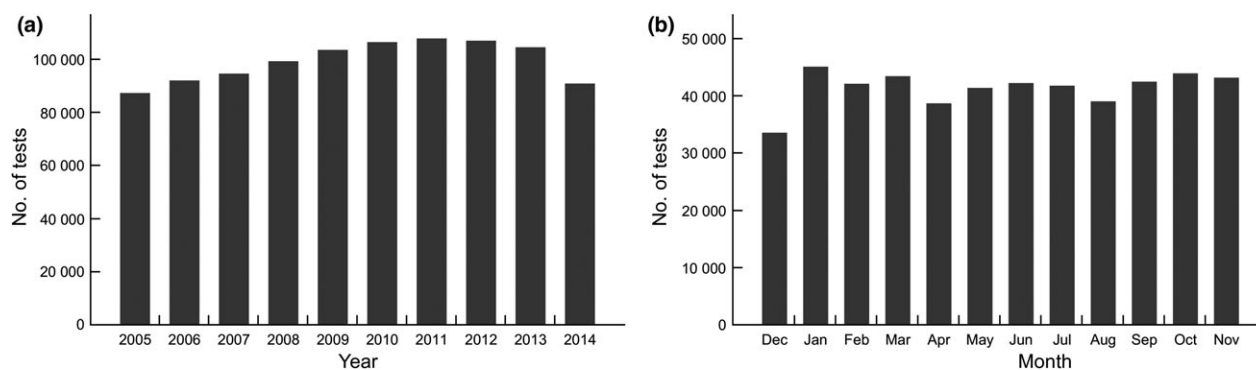 (a)
No. of tests
100 000
80 000
60 000
40 000
20 000
0
2005 2006 2007 2008 2009 2010 2011 2012 2013 2014
Year
(b)
No. of tests
50 000
40 000
30 000
20 000
10 000
0
Dec Jan Feb Mar Apr May Jun Jul Aug Sep Oct Nov
Month